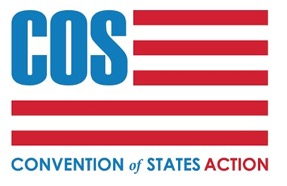 COS
CONVENTION of STATES ACTION